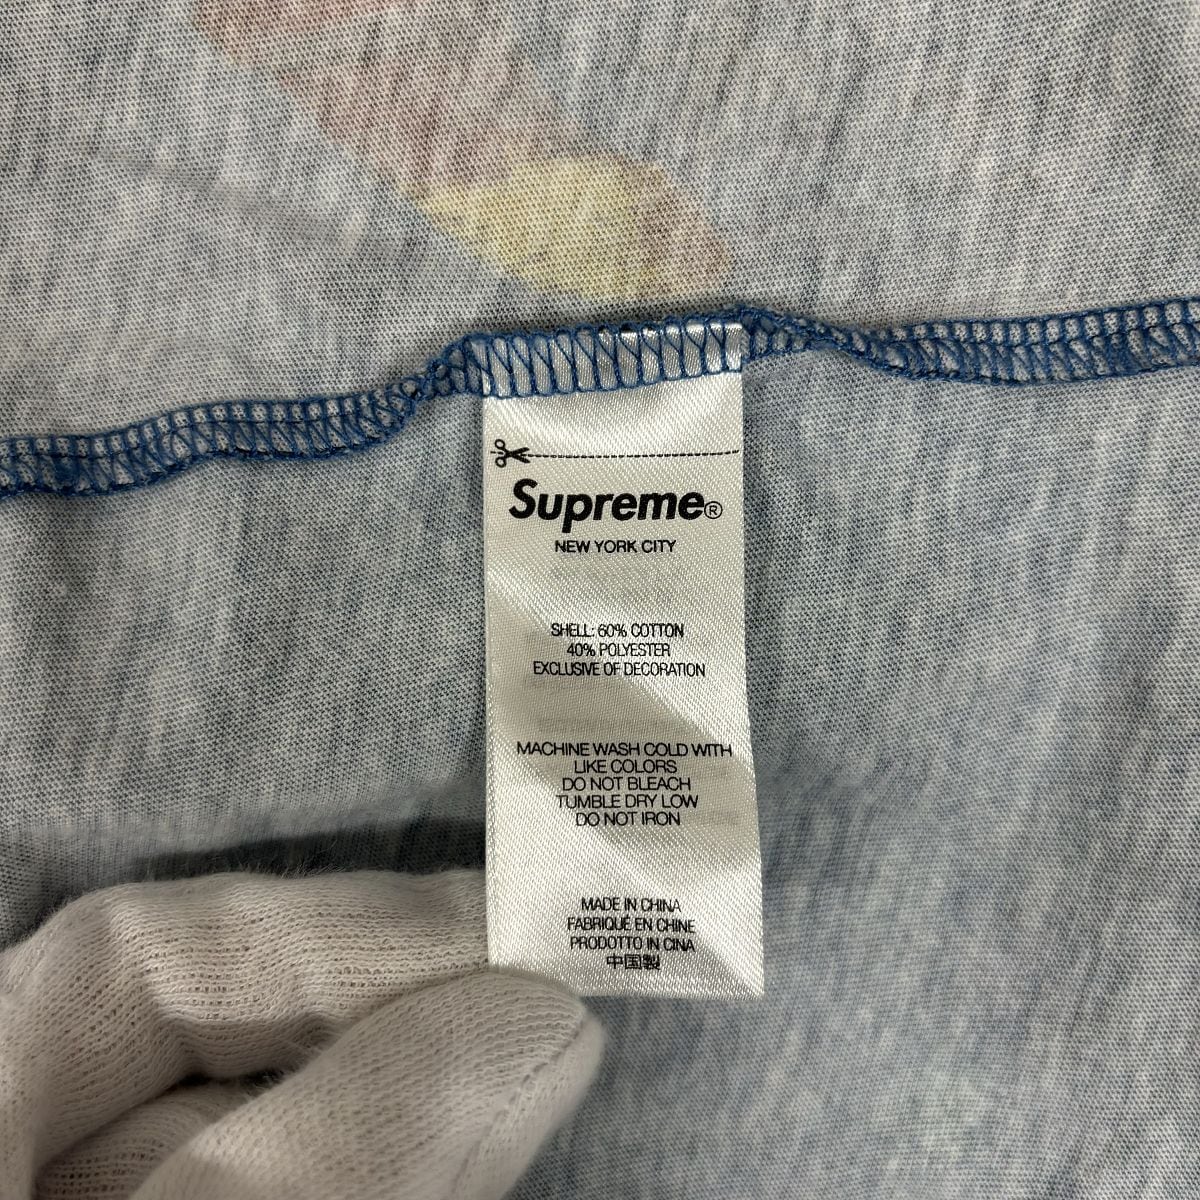 Supreme®
NEW YORK CITY
SHELL: 60% COTTON
40% POLYESTER
EXCLUSIVE OF DECORATION
MACHINE WASH COLD WITH
LIKE COLORS
DO NOT BLEACH
TUMBLE DRY LOW
DO NOT IRON
MADE IN CHINA
FABRIQUÉ EN CHINE
PRODOTTO IN CINA
中国製